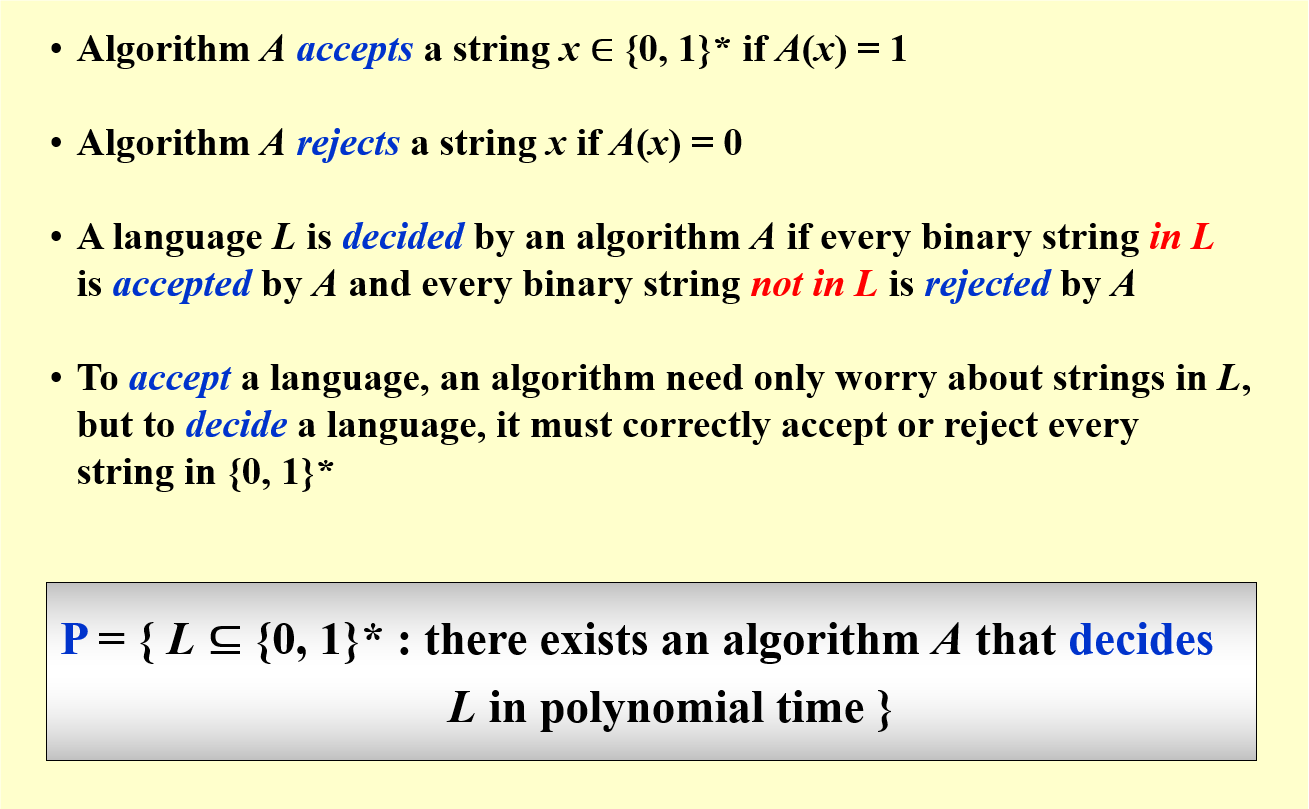 • Algorithm A accepts a string x ∈ {0, 1}* if A(x) = 1
• Algorithm A rejects a string x if A(x) = 0
• A language L is decided by an algorithm A if every binary string in L
is accepted by A and every binary string not in L is rejected by A
• To accept a language, an algorithm need only worry about strings in L,
but to decide a language, it must correctly accept or reject every
string in {0, 1}*
P = { L ⊆ {0, 1}* : there exists an algorithm A that decides
L in polynomial time }